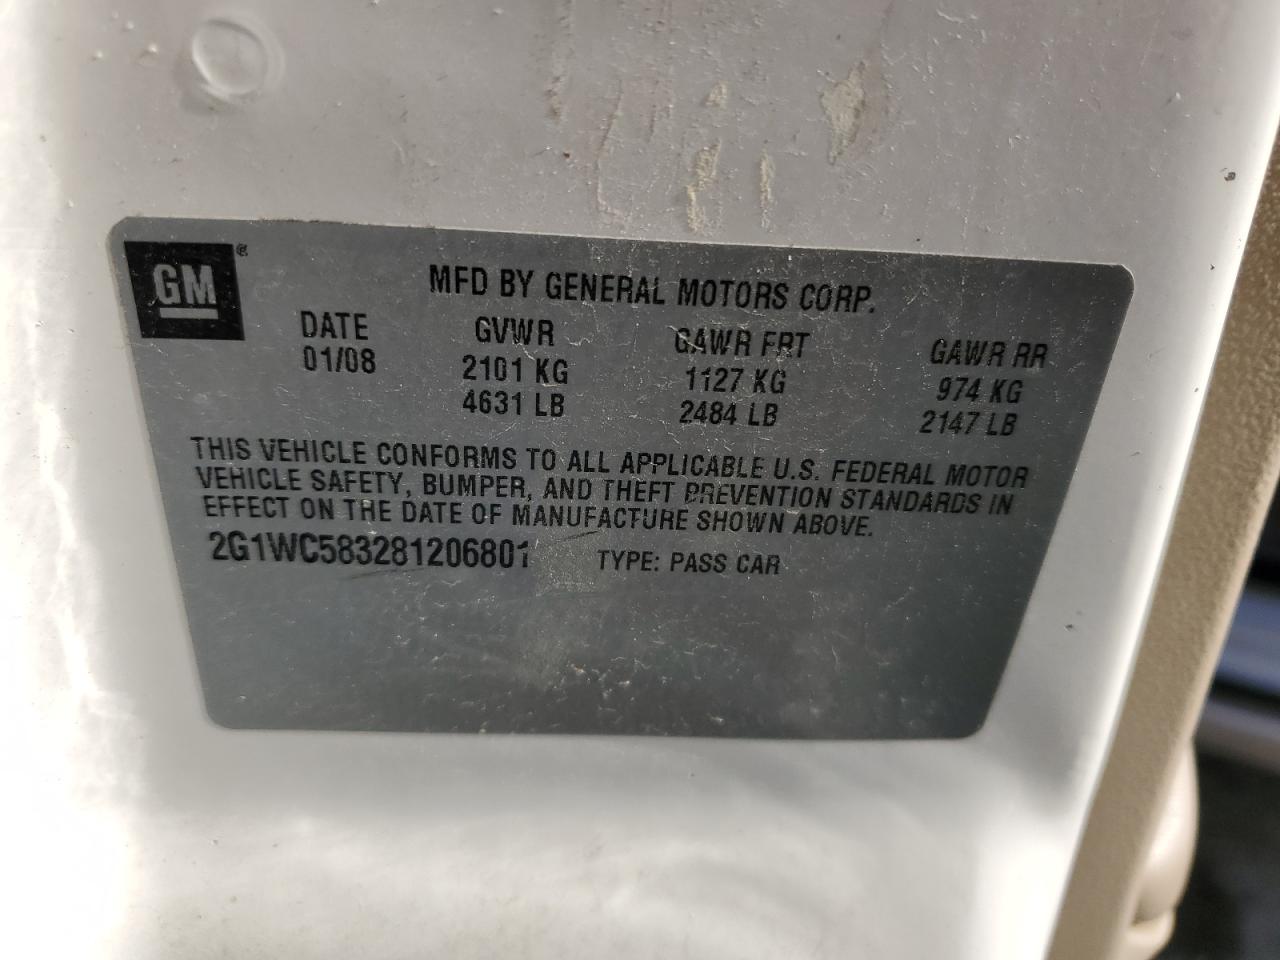 GM®
MFD BY GENERAL MOTORS CORP.
DATE GVWR GAWR FRT GAWR RR
01/08 2101 KG 1127 KG 974 KG
4631 LB 2484 LB 2147 LB
THIS VEHICLE CONFORMS TO ALL APPLICABLE U.S. FEDERAL MOTOR
VEHICLE SAFETY, BUMPER, AND THEFT PREVENTION STANDARDS IN
EFFECT ON THE DATE OF MANUFACTURE SHOWN ABOVE.
2G1WC583281206801 TYPE: PASS CAR